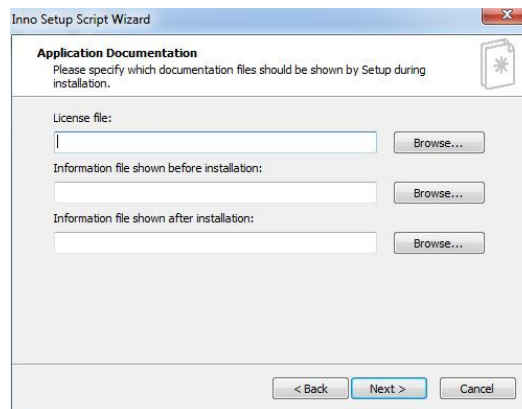 Inno Setup Script Wizard
Application Documentation
Please specify which documentation files should be shown by Setup during
installation.
License file:
Browse...
Information file shown before installation:
Browse...
Information file shown after installation:
Browse...
< Back
Next >
Cancel